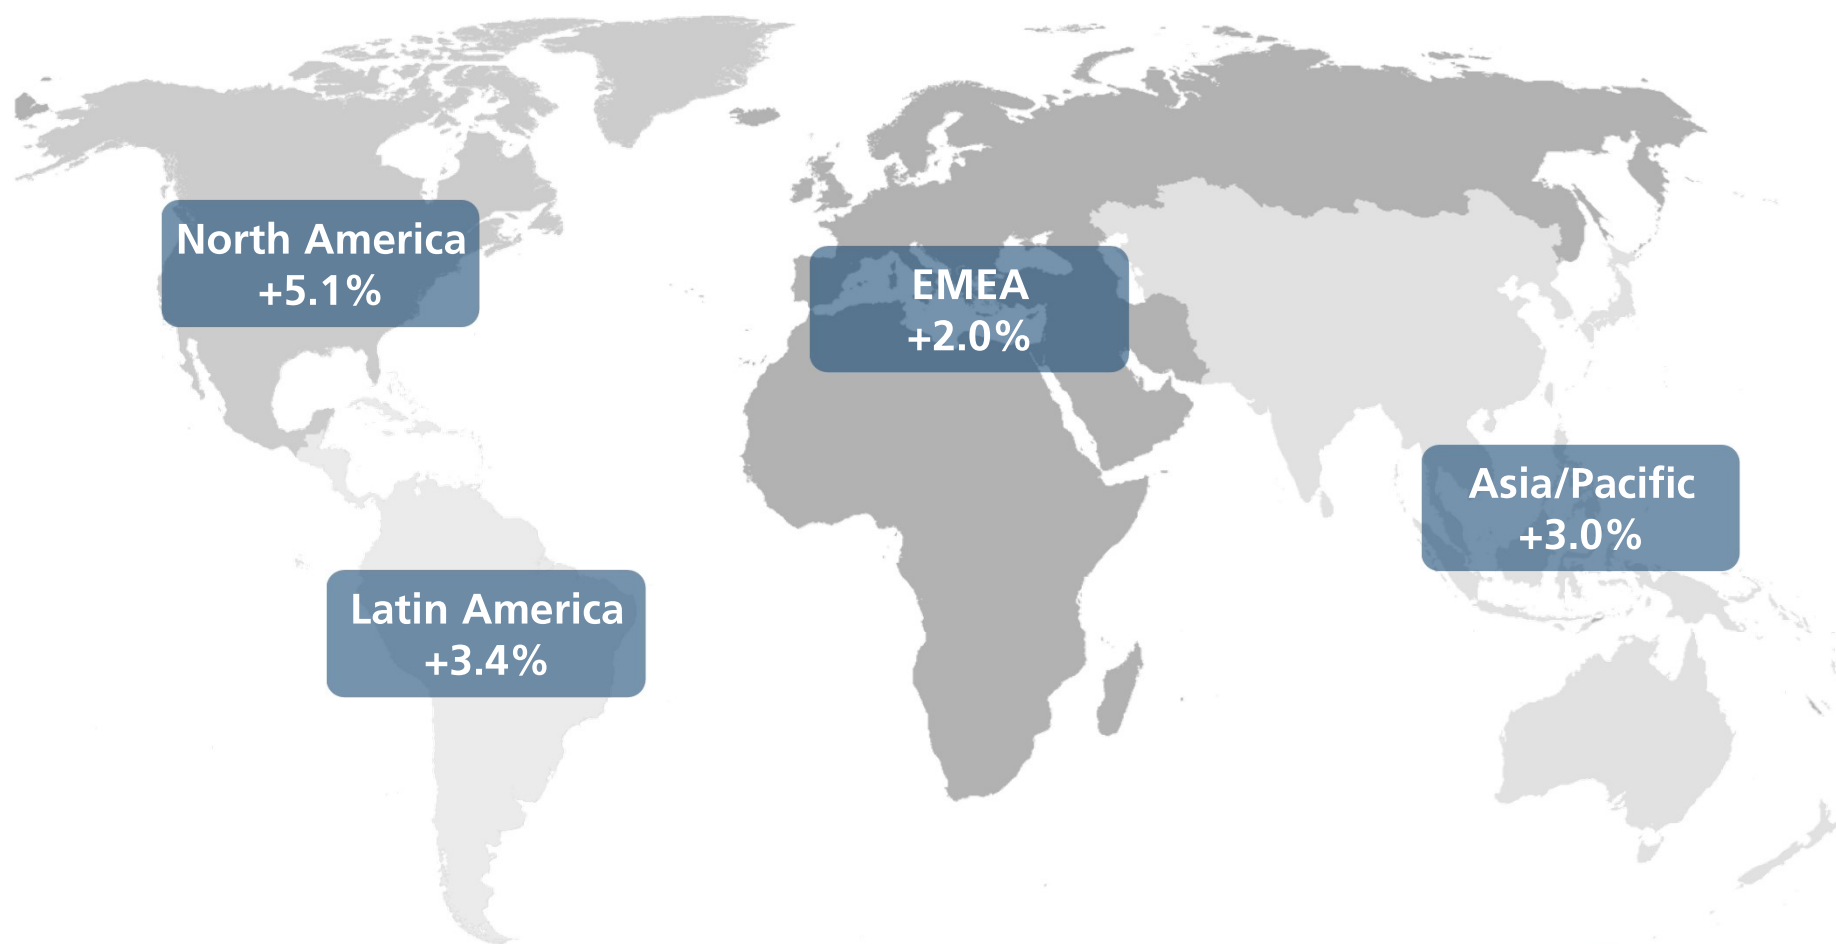 North America
+5.1%
EMEA
+2.0%
Asia/Pacific
+3.0%
Latin America
+3.4%